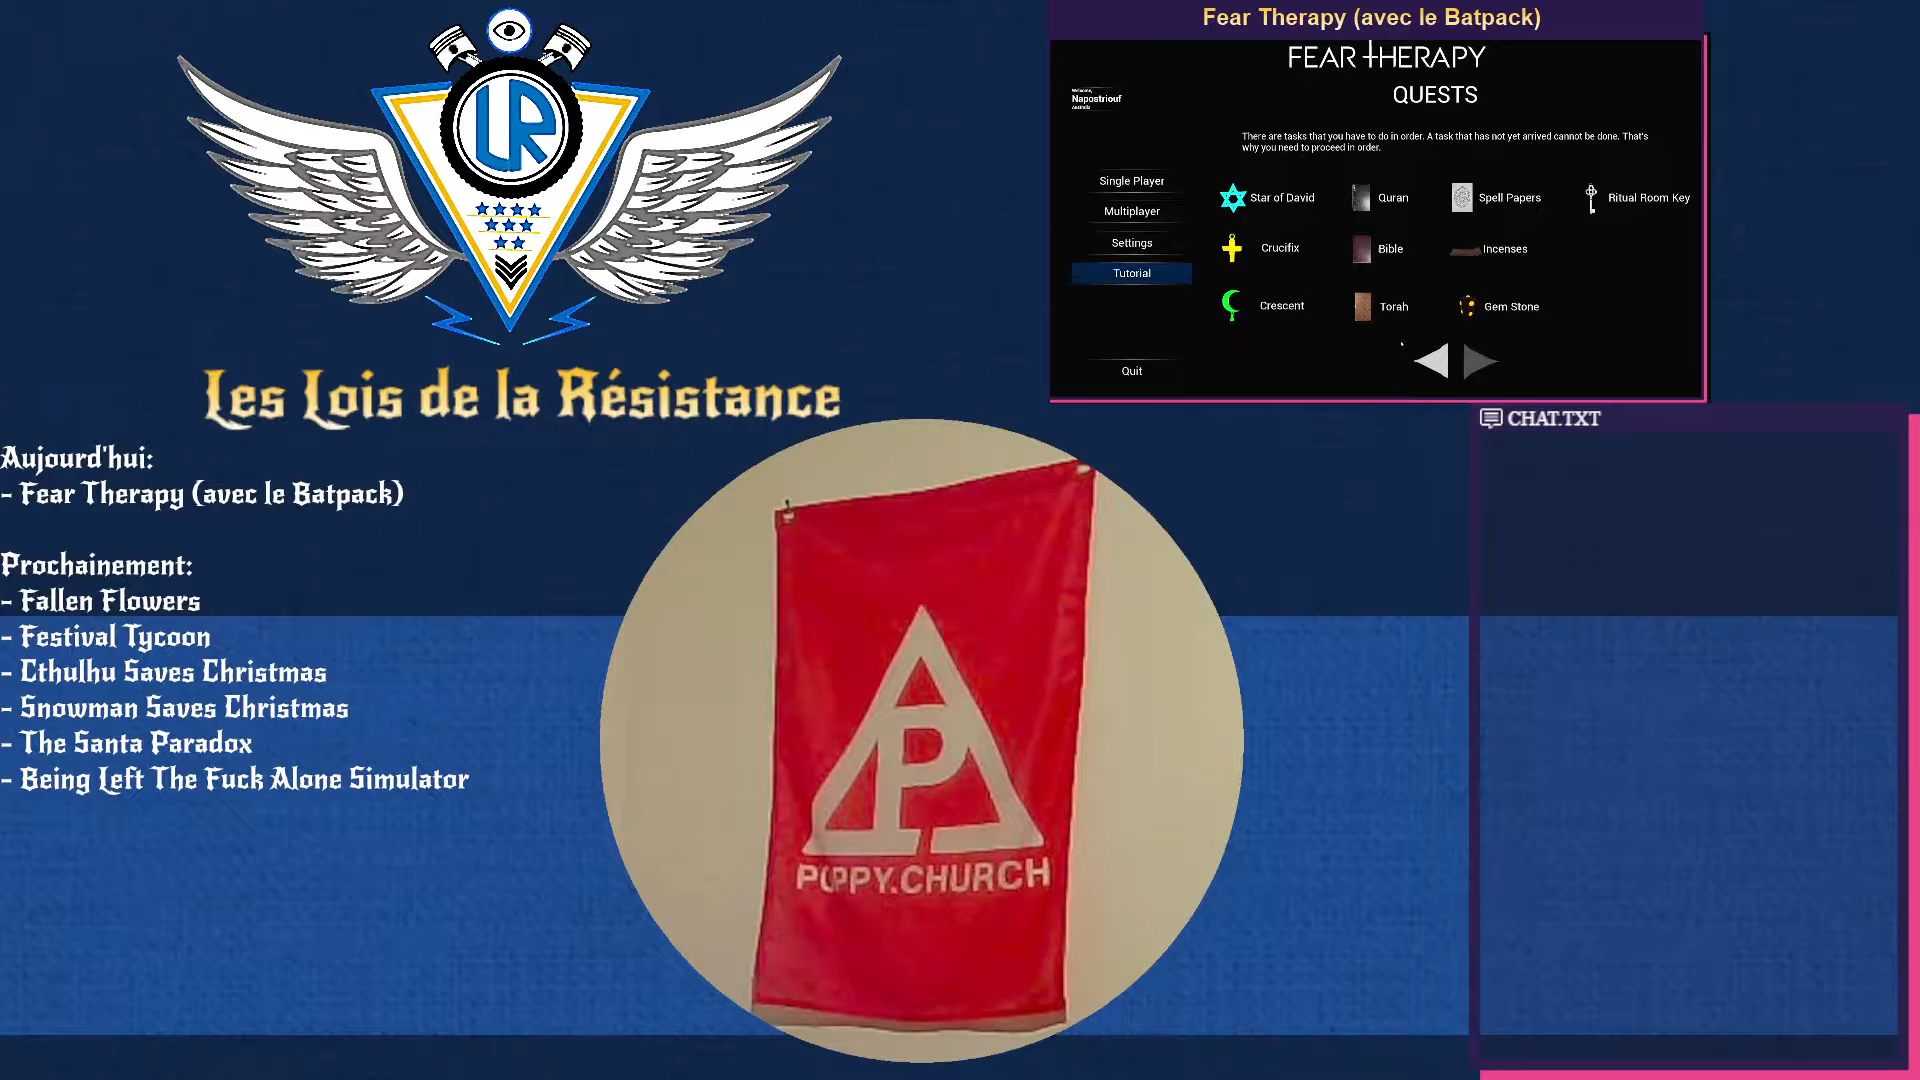 LR
Les Lois de la Résistance
Aujourd'hui:
- Fear Therapy (avec le Batpack)
Prochainement:
- Fallen Flowers
- Festival Tycoon
- Cthulhu Saves Christmas
- Snowman Saves Christmas
- The Santa Paradox
- Being Left The Fuck Alone Simulator
Fear Therapy (avec le Batpack)
FEAR THERAPY
QUESTS
Welcome,
Napostriouf
Australia
There are tasks that you have to do in order. A task that has not yet arrived cannot be done. That's
why you need to proceed in order.
Single Player
Multiplayer
Settings
Tutorial
Quit
Star of David
Quran
Spell Papers
Ritual Room Key
Crucifix
Bible
Incenses
Crescent
Torah
Gem Stone
CHAT.TXT
P
POPPY.CHURCH